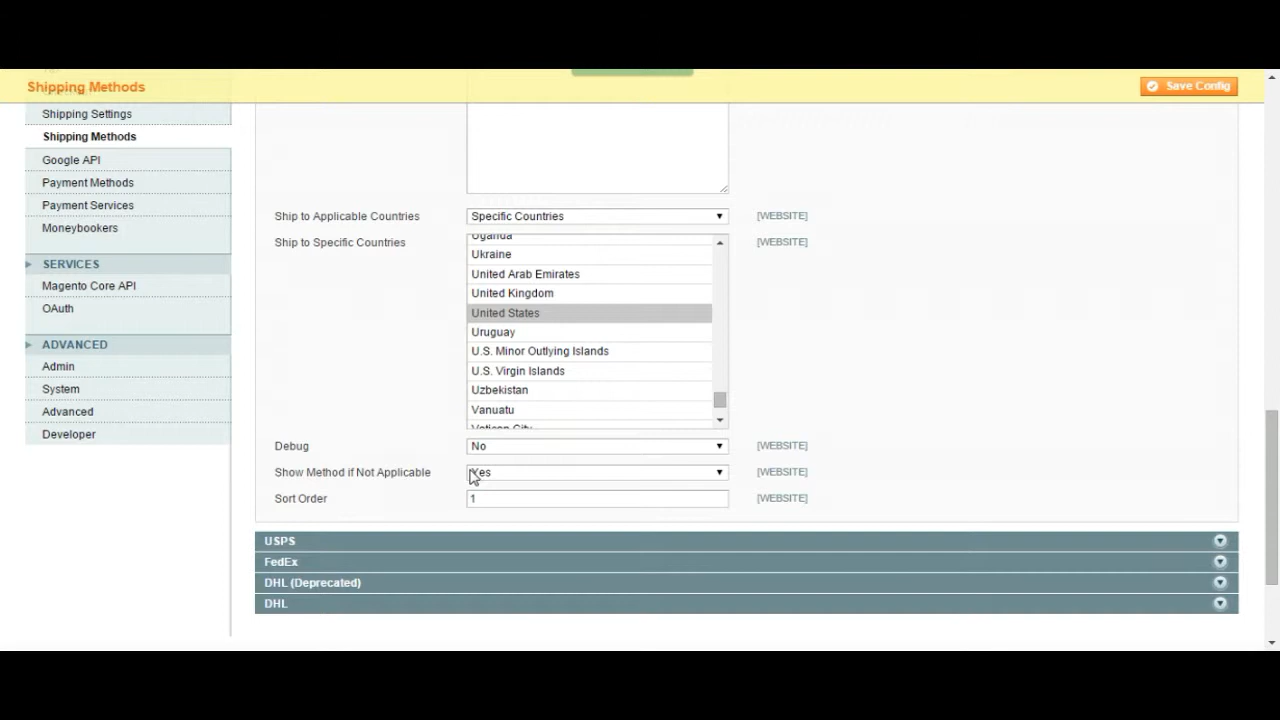 Shipping Methods
Save Config
Shipping Settings
Shipping Methods
Google API
Payment Methods
Payment Services
Moneybookers
SERVICES
Magento Core API
OAuth
ADVANCED
Admin
System
Advanced
Developer
Ship to Applicable Countries
Specific Countries
[WEBSITE]
Ship to Specific Countries
Uganda
[WEBSITE]
Ukraine
United Arab Emirates
United Kingdom
United States
Uruguay
U.S. Minor Outlying Islands
U.S. Virgin Islands
Uzbekistan
Vanuatu
Vatican City
Debug
No
[WEBSITE]
Show Method if Not Applicable
Yes
[WEBSITE]
Sort Order
1
[WEBSITE]
USPS
FedEx
DHL (Deprecated)
DHL